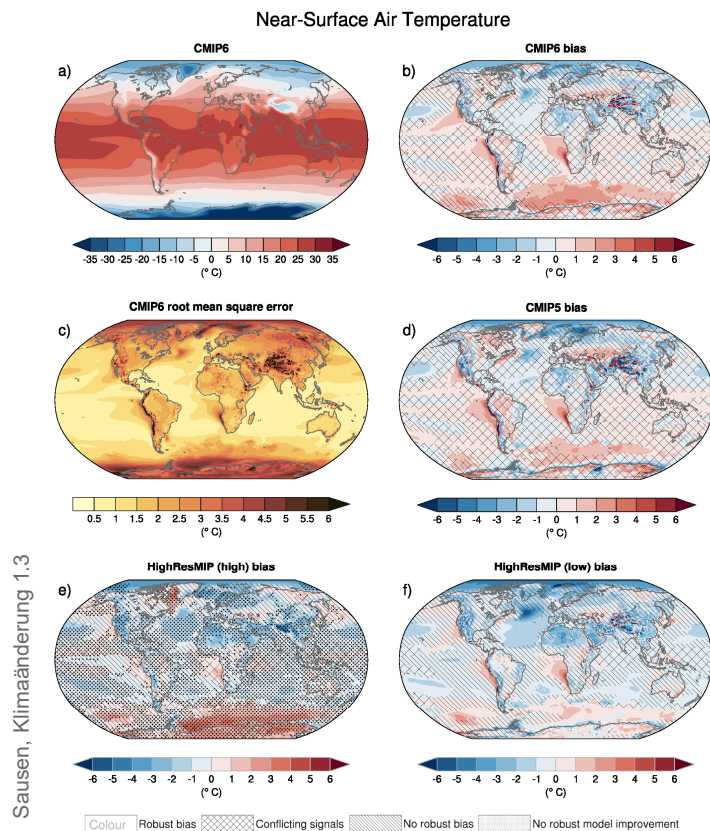 Near-Surface Air Temperature
CMIP6
a)
-35 -30 -25 -20 -15 -10 -5 0 5 10 15 20 25 30 35
(° C)
CMIP6 bias
b)
-6 -5 -4 -3 -2 -1 0 1 2 3 4 5 6
(° C)
CMIP6 root mean square error
c)
0.5 1 1.5 2 2.5 3 3.5 4 4.5 5 5.5 6
(° C)
CMIP5 bias
d)
-6 -5 -4 -3 -2 -1 0 1 2 3 4 5 6
(° C)
HighResMIP (high) bias
e)
-6 -5 -4 -3 -2 -1 0 1 2 3 4 5 6
(° C)
HighResMIP (low) bias
f)
-6 -5 -4 -3 -2 -1 0 1 2 3 4 5 6
(° C)
Colour Robust bias Conflicting signals No robust bias No robust model improvement
Sausen, Klimaänderung 1.3